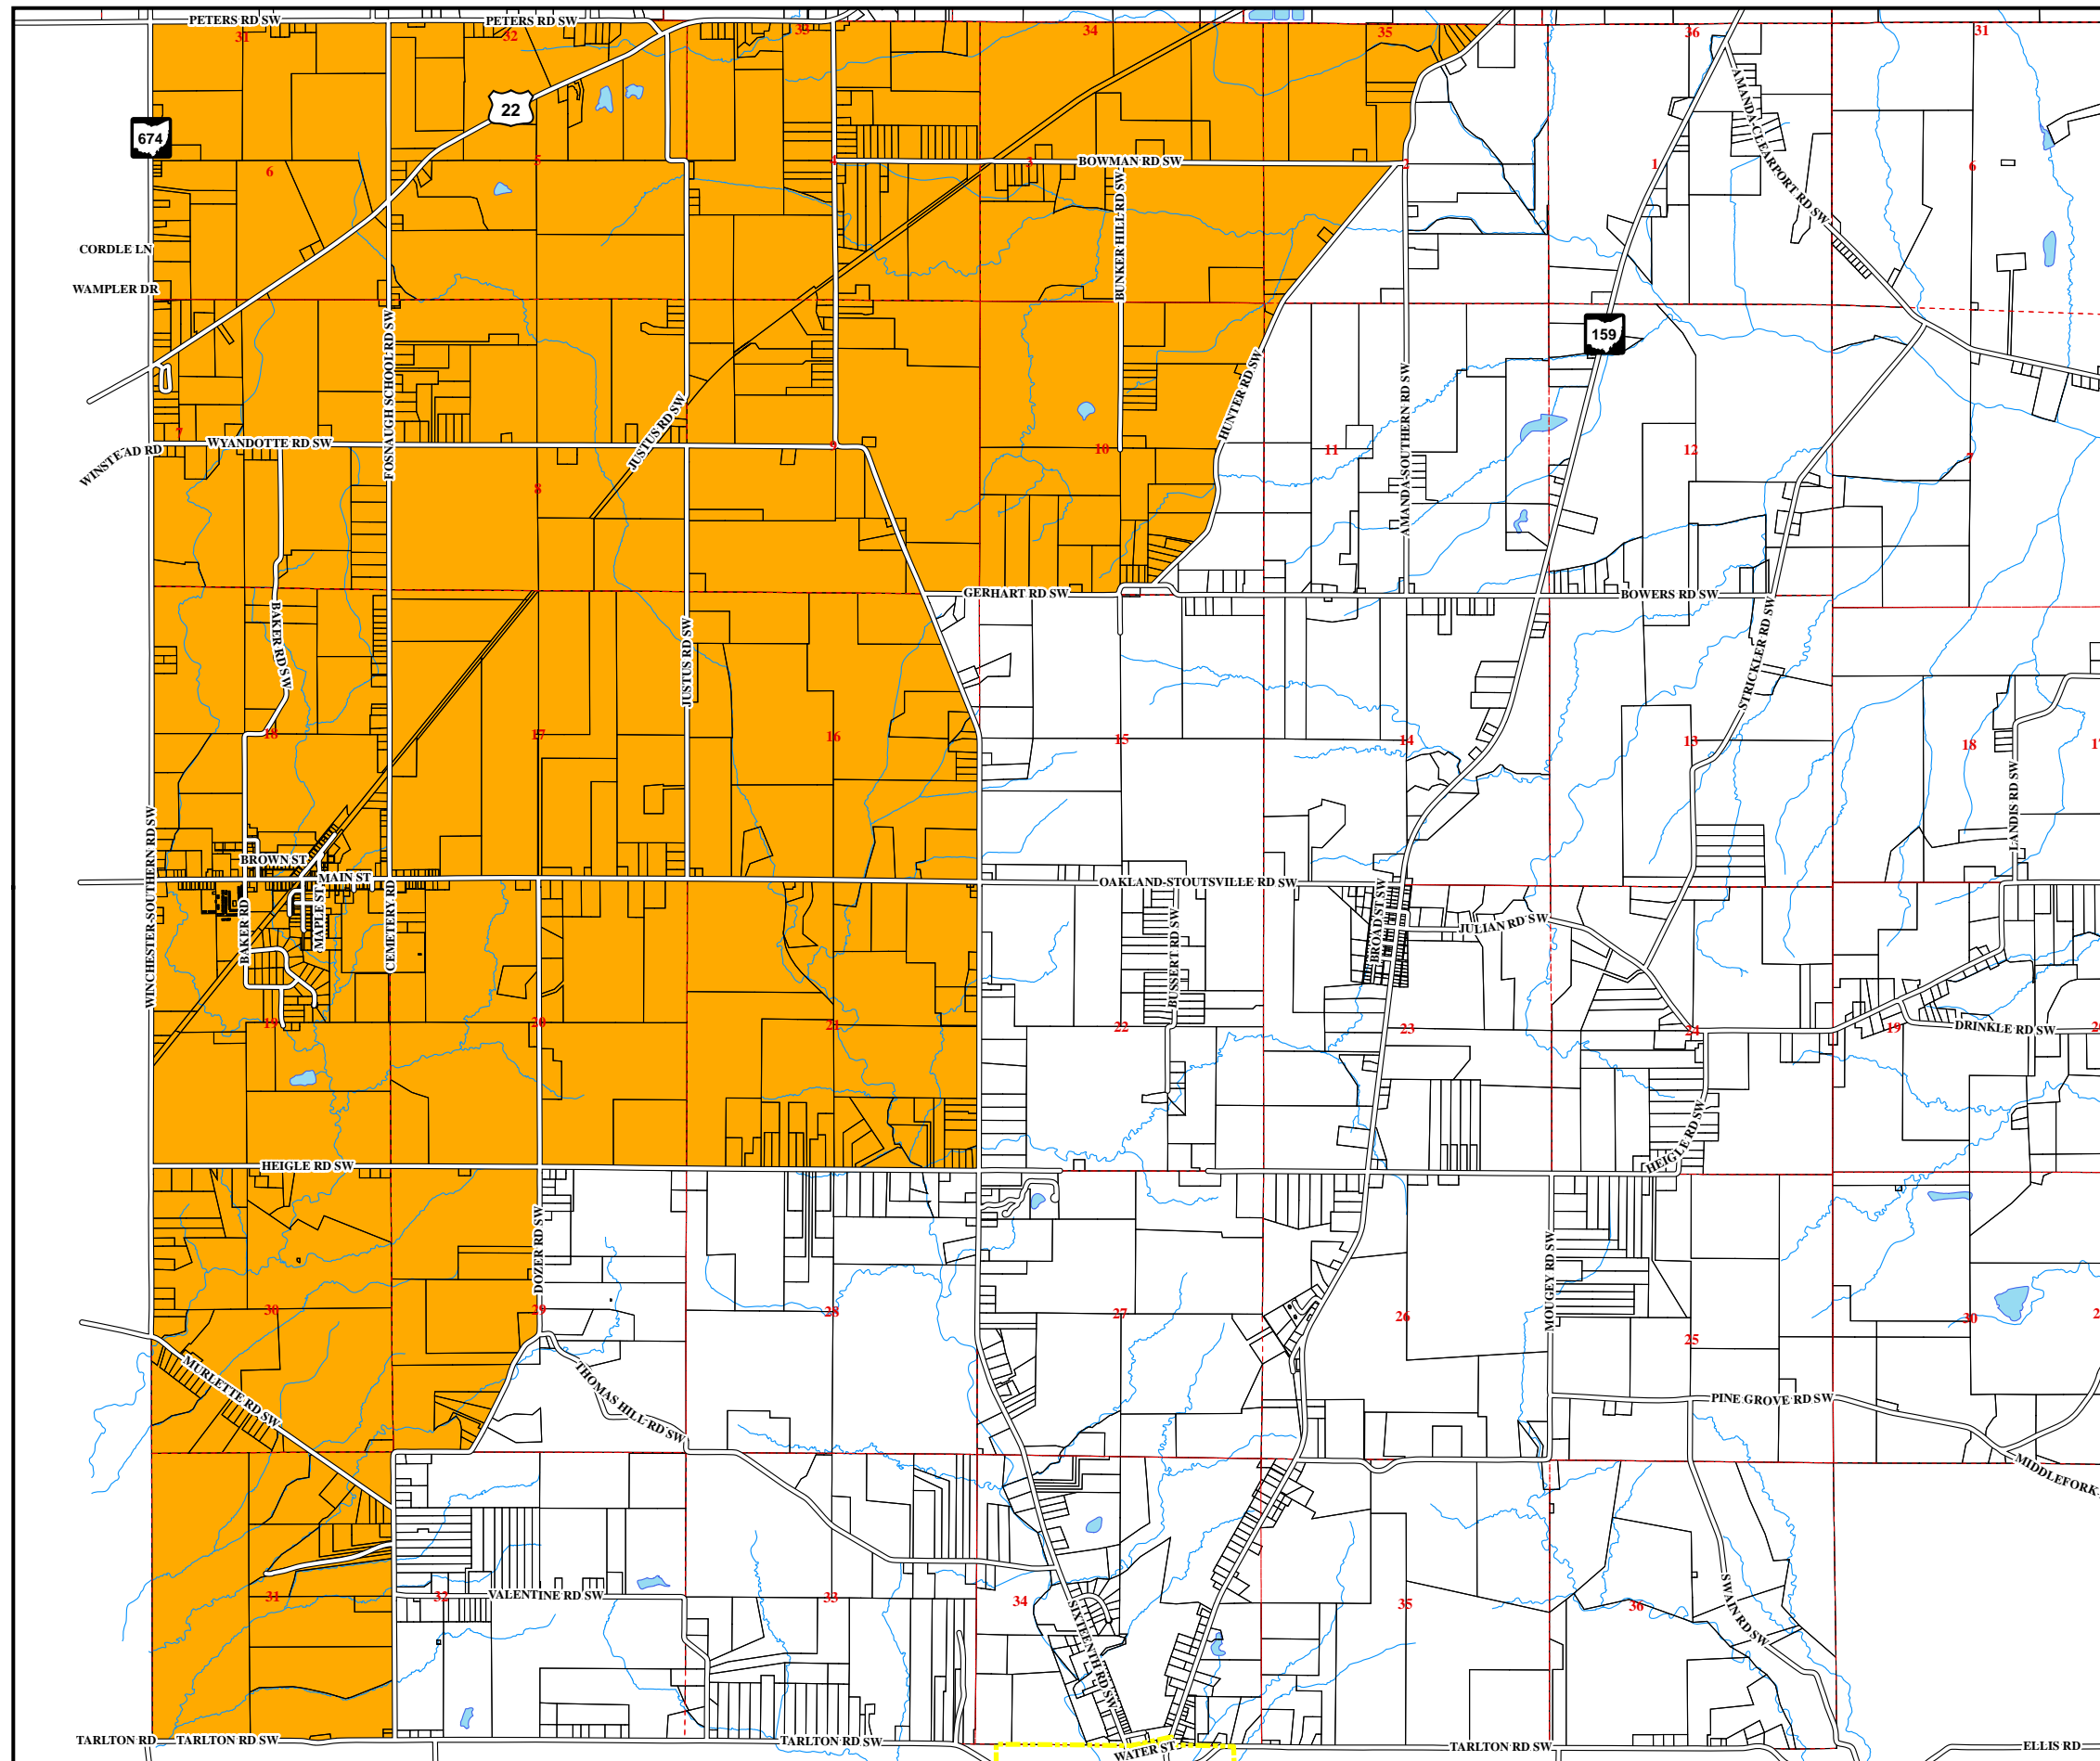 PETERS RD SW
PETERS RD SW
31
32
33
34
35
36
31
22
674
AMANDA-CLEARPORT RD SW
6
5
4
3
BOWMAN RD SW
2
1
6
BUNKER HILL RD SW
CORDLE LN
WAMPLER DR
159
FOSNAUGH SCHOOL RD SW
HUNTER RD SW
AMANDA-SOUTHERN RD SW
JUSTUS RD SW
7
WYANDOTTE RD SW
WINSTEAD RD
9
10
11
12
7
8
GERHART RD SW
BOWERS RD SW
BAKER RD SW
JUSTUS RD SW
STRICKLER RD SW
18
17
16
15
14
13
18
17
LANDIS RD SW
WINCHESTER-SOUTHERN RD SW
BROWN ST
MAIN ST
OAKLAND-STOUTSVILLE RD SW
MAPLE ST
BAKER RD
CEMETERY RD
BUSSERT RD SW
BROAD ST SW
JULIAN RD SW
19
20
21
22
23
24
19
DRINKLE RD SW
HEIGLE RD SW
HEIGLE RD SW
DOZER RD SW
MOUGEY RD SW
30
29
28
27
26
25
30
MURLETTE RD SW
THOMAS HILL RD SW
PINE GROVE RD SW
MIDDLEFORK
31
32
VALENTINE RD SW
33
34
35
36
SWAIN RD SW
SIXTEENTH RD SW
TARLTON RD
TARLTON RD SW
TARLTON RD SW
WATER ST
TARLTON RD SW
ELLIS RD